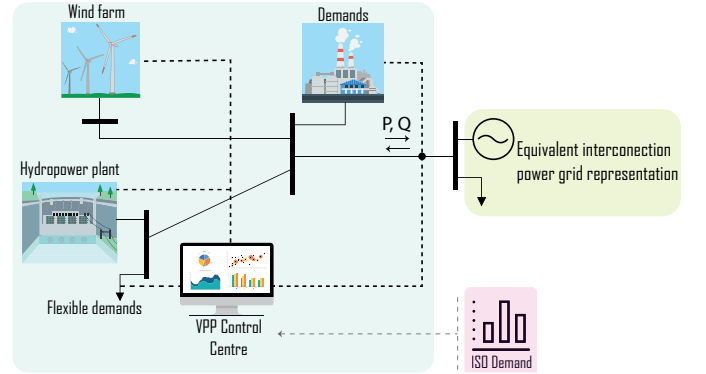 Wind farm
Demands
P, Q
Equivalent interconection
power grid representation
Hydropower plant
Flexible demands
VPP Control
Centre
ISO Demand